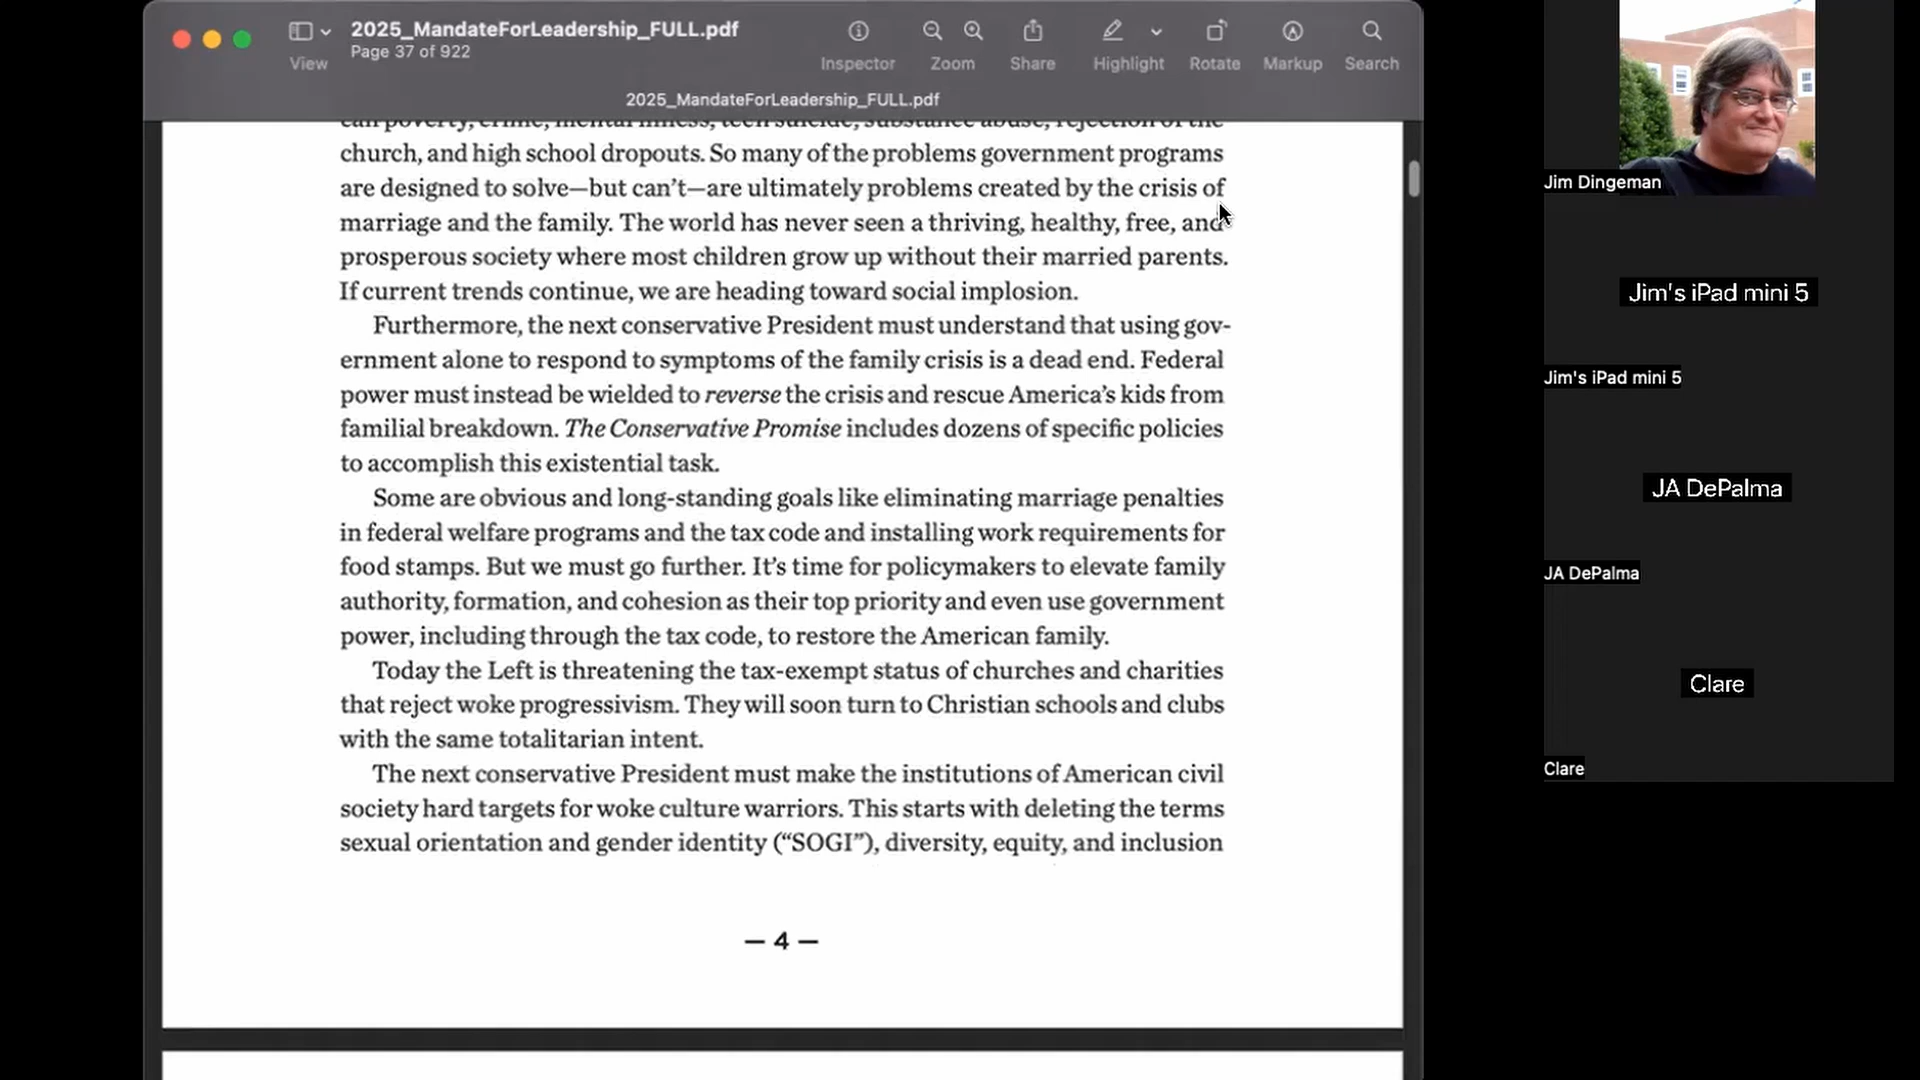 2025_MandateForLeadership_FULL.pdf
Page 37 of 922
View
Inspector
Zoom
Share
Highlight
Rotate
Markup
Search
2025_MandateForLeadership_FULL.pdf
can poverty, crime, mental illness, teen suicide, substance abuse, rejection of the
church, and high school dropouts. So many of the problems government programs
are designed to solve—but can’t—are ultimately problems created by the crisis of
marriage and the family. The world has never seen a thriving, healthy, free, and
prosperous society where most children grow up without their married parents.
If current trends continue, we are heading toward social implosion.
Furthermore, the next conservative President must understand that using gov-
ernment alone to respond to symptoms of the family crisis is a dead end. Federal
power must instead be wielded to reverse the crisis and rescue America’s kids from
familial breakdown. The Conservative Promise includes dozens of specific policies
to accomplish this existential task.
Some are obvious and long-standing goals like eliminating marriage penalties
in federal welfare programs and the tax code and installing work requirements for
food stamps. But we must go further. It’s time for policymakers to elevate family
authority, formation, and cohesion as their top priority and even use government
power, including through the tax code, to restore the American family.
Today the Left is threatening the tax-exempt status of churches and charities
that reject woke progressivism. They will soon turn to Christian schools and clubs
with the same totalitarian intent.
The next conservative President must make the institutions of American civil
society hard targets for woke culture warriors. This starts with deleting the terms
sexual orientation and gender identity (“SOGI”), diversity, equity, and inclusion
— 4 —
Jim Dingeman
Jim's iPad mini 5
Jim's iPad mini 5
JA DePalma
JA DePalma
Clare
Clare